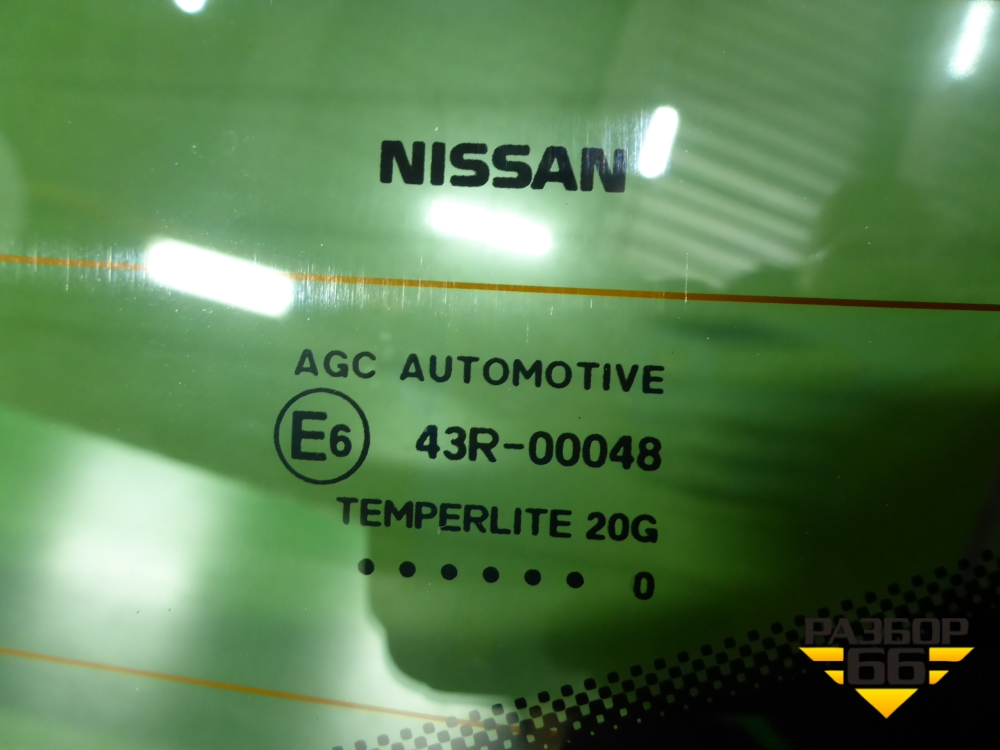 NISSAN
AGC AUTOMOTIVE
E6 43R-00048
TEMPERLITE 20G
•••••• 0
РАЗБОР
66